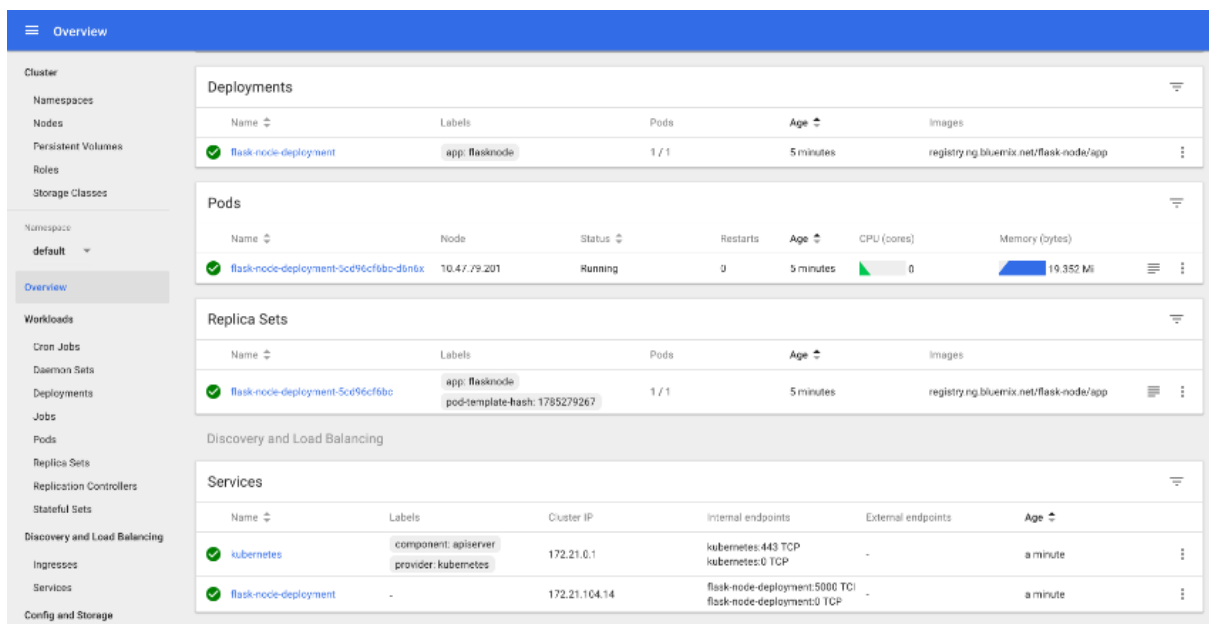 Overview
Cluster
Namespaces
Nodes
Persistent Volumes
Roles
Storage Classes
Namespace
default
Overview
Workloads
Cron Jobs
Daemon Sets
Deployments
Jobs
Pods
Replica Sets
Replication Controllers
Stateful Sets
Discovery and Load Balancing
Ingresses
Services
Config and Storage
Deployments
Name Labels Pods Age Images
flask-node-deployment app: flasknode 1 / 1 5 minutes registry.ng.bluemix.net/flask-node/app
Pods
Name Node Status Restarts Age CPU (cores) Memory (bytes)
flask-node-deployment-5cd96cf6bc-d6n6x 10.47.79.201 Running 0 5 minutes 0 19.352 Mi
Replica Sets
Name Labels Pods Age Images
flask-node-deployment-5cd96cf6bc app: flasknode 1 / 1 5 minutes registry.ng.bluemix.net/flask-node/app
pod-template-hash: 1785279267
Discovery and Load Balancing
Services
Name Labels Cluster IP Internal endpoints External endpoints Age
kubernetes component: apiserver 172.21.0.1 kubernetes:443 TCP - a minute
provider: kubernetes kubernetes:0 TCP
flask-node-deployment - 172.21.104.14 flask-node-deployment:5000 TCI - a minute
flask-node-deployment:0 TCP